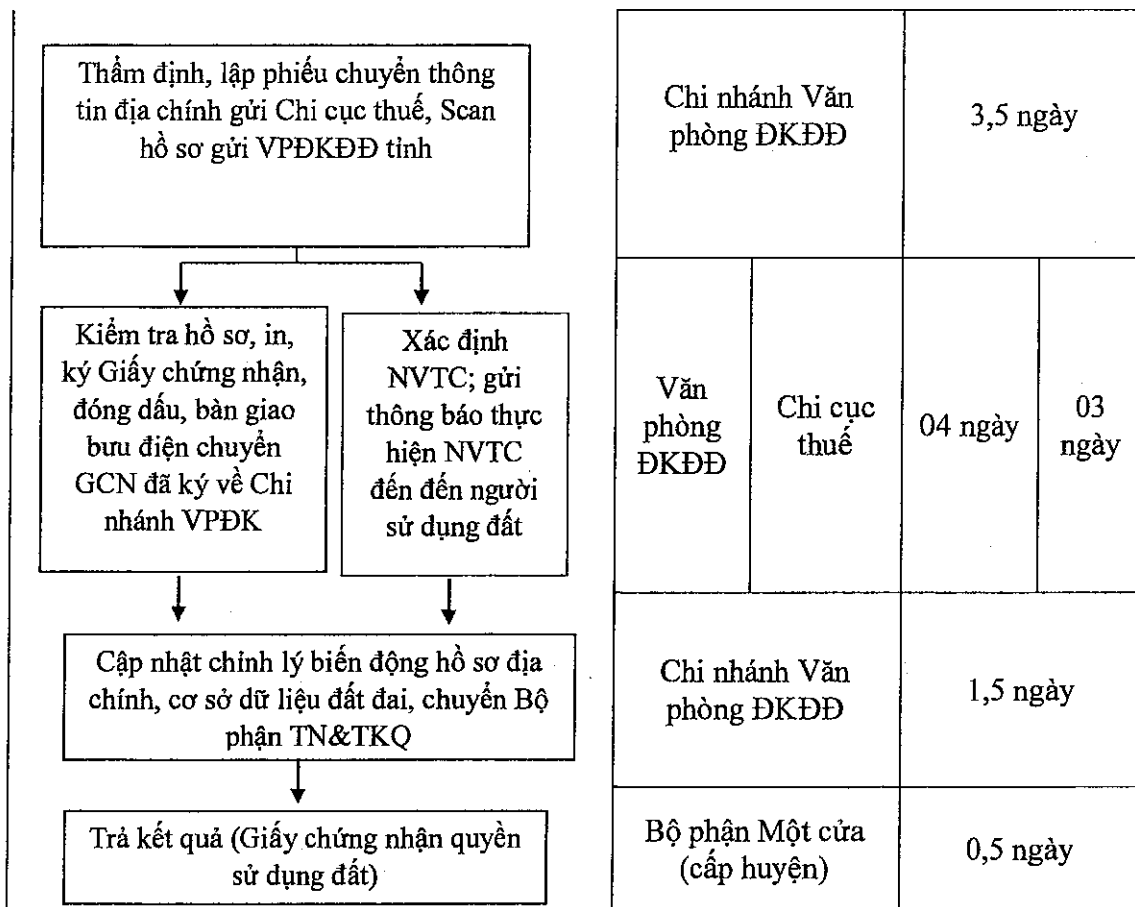 Thẩm định, lập phiếu chuyển thông
tin địa chính gửi Chi cục thuế, Scan
hồ sơ gửi VPĐKĐĐ tỉnh
Chi nhánh Văn
phòng ĐKĐĐ
3,5 ngày
Kiểm tra hồ sơ, in,
ký Giấy chứng nhận,
đóng dấu, bàn giao
bưu điện chuyển
GCN đã ký về Chi
nhánh VPĐK
Xác định
NVTC; gửi
thông báo thực
hiện NVTC
đến đến người
sử dụng đất
Văn
phòng
ĐKĐĐ
Chi cục
thuế
04 ngày
03
ngày
Cập nhật chỉnh lý biến động hồ sơ địa
chính, cơ sở dữ liệu đất đai, chuyển Bộ
phận TN&TKQ
Chi nhánh Văn
phòng ĐKĐĐ
1,5 ngày
Trả kết quả (Giấy chứng nhận quyền
sử dụng đất)
Bộ phận Một cửa
(cấp huyện)
0,5 ngày